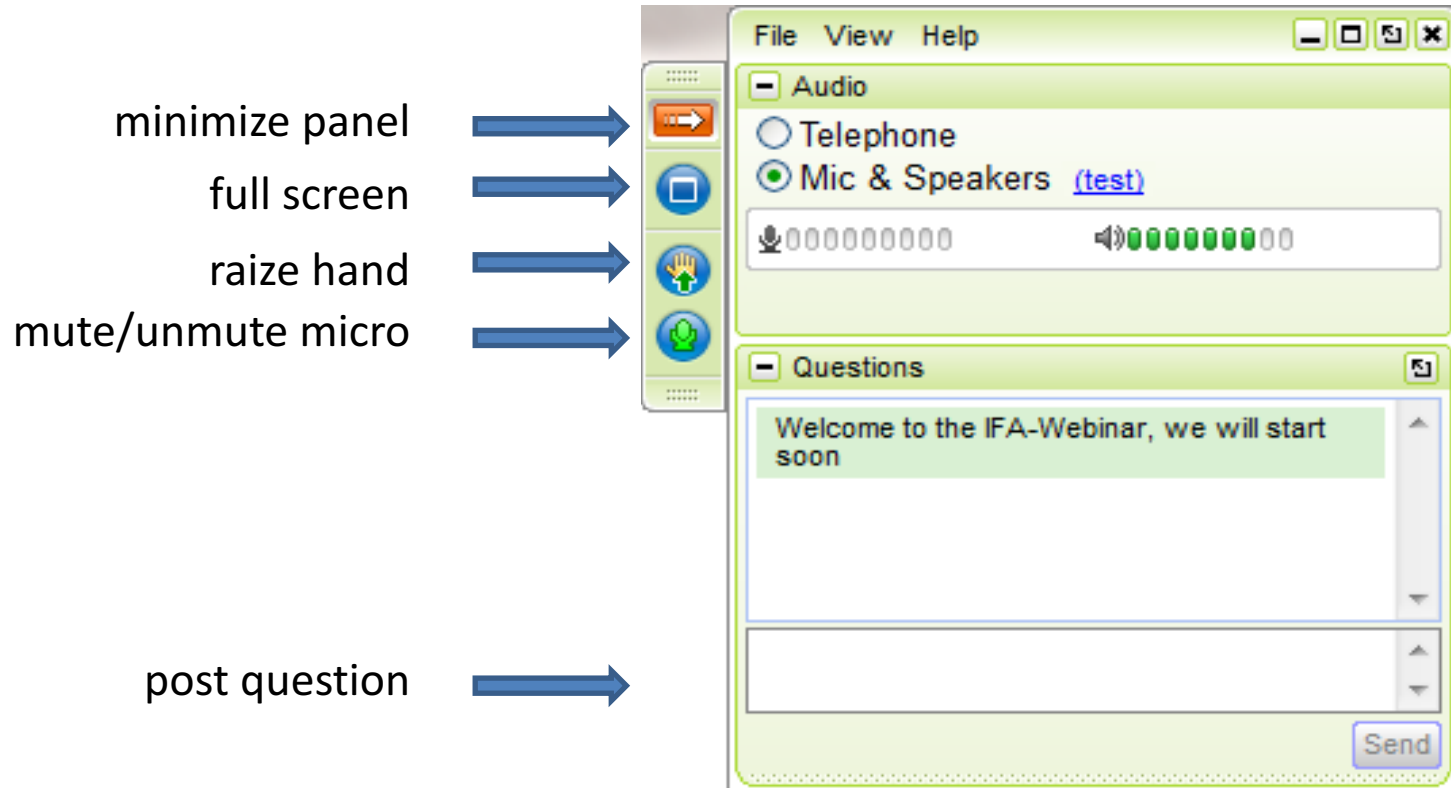 File View Help
Audio
minimize panel
Telephone
full screen
Mic & Speakers (test)
raize hand
mute/unmute micro
Questions
Welcome to the IFA-Webinar, we will start
soon
post question
Send